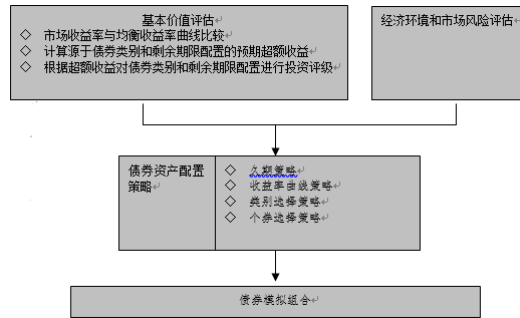 基本价值评估
◇ 市场收益率与均衡收益率曲线比较
◇ 计算源于债券类别和剩余期限配置的预期超额收益
◇ 根据超额收益对债券类别和剩余期限配置进行投资评级
经济环境和市场风险评估
债券资产配置
策略
◇ 久期策略
◇ 收益率曲线策略
◇ 类别选择策略
◇ 个券选择策略
债券模拟组合